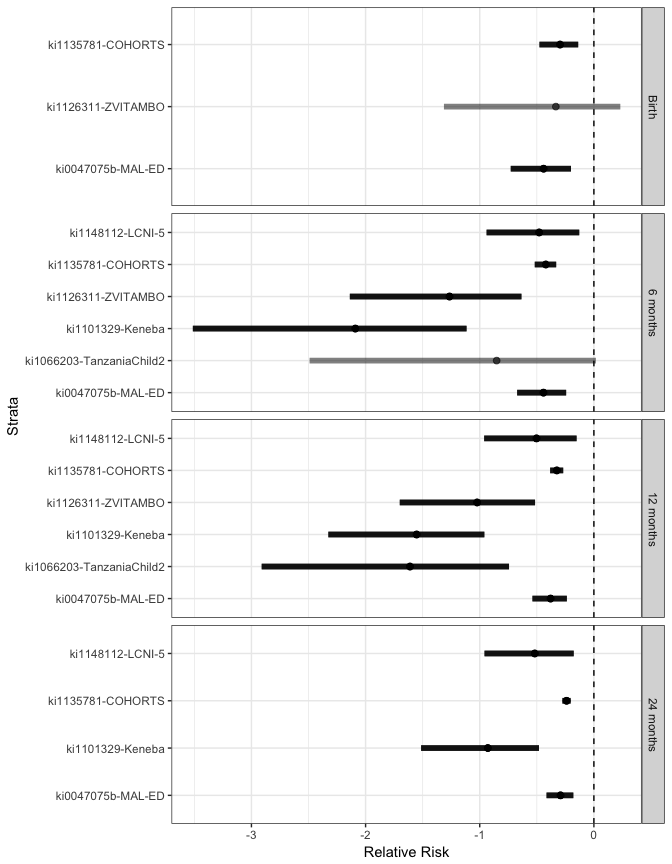 ki1135781-COHORTS
ki1126311-ZVITAMBO
ki0047075b-MAL-ED
Birth
ki1148112-LCNI-5
ki1135781-COHORTS
ki1126311-ZVITAMBO
ki1101329-Keneba
ki1066203-TanzaniaChild2
ki0047075b-MAL-ED
6 months
Strata
ki1148112-LCNI-5
ki1135781-COHORTS
ki1126311-ZVITAMBO
ki1101329-Keneba
ki1066203-TanzaniaChild2
ki0047075b-MAL-ED
12 months
ki1148112-LCNI-5
ki1135781-COHORTS
ki1101329-Keneba
ki0047075b-MAL-ED
24 months
-3 -2 -1 0
Relative Risk